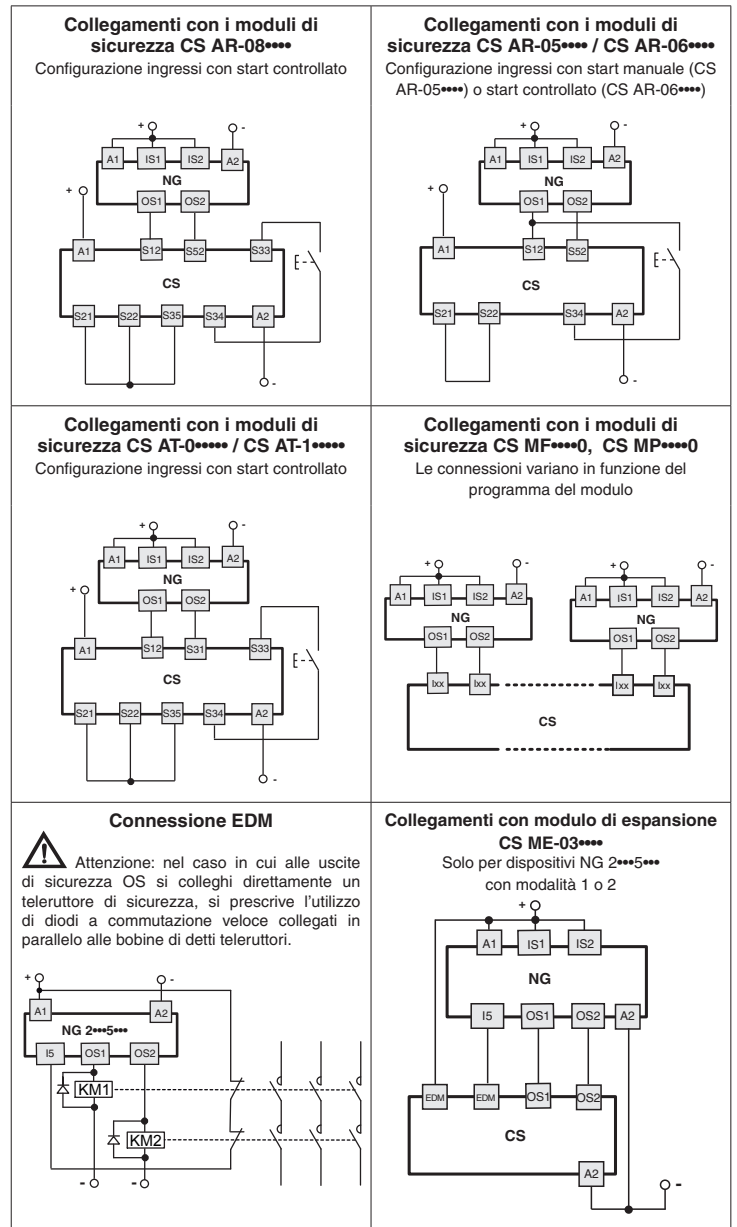 Collegamenti con i moduli di
sicurezza CS AR-08••••
Configurazione ingressi con start controllato
+ -
A1 IS1 IS2 A2
NG
OS1 OS2
+
A1 S12 S52 S33
CS
S21 S22 S35 S34 A2
-
Collegamenti con i moduli di
sicurezza CS AR-05•••• / CS AR-06••••
Configurazione ingressi con start manuale (CS
AR-05••••) o start controllato (CS AR-06••••)
+ -
A1 IS1 IS2 A2
NG
OS1 OS2
+
A1 S12 S52
CS
S21 S22 S34 A2
-
Collegamenti con i moduli di
sicurezza CS AT-0••••• / CS AT-1•••••
Configurazione ingressi con start controllato
+ -
A1 IS1 IS2 A2
NG
OS1 OS2
+
A1 S12 S31 S33
CS
S21 S22 S35 S34 A2
-
Collegamenti con i moduli di
sicurezza CS MF••••0, CS MP••••0
Le connessioni variano in funzione del
programma del modulo
+ - + -
A1 IS1 IS2 A2 A1 IS1 IS2 A2
NG NG
OS1 OS2 OS1 OS2
Ixx Ixx Ixx Ixx
CS
Connessione EDM
Attenzione: nel caso in cui alle uscite
di sicurezza OS si colleghi direttamente un
teleruttore di sicurezza, si prescrive l'utilizzo
di diodi a commutazione veloce collegati in
parallelo alle bobine di detti teleruttori.
+ -
A1 A2
NG 2•••5•••
I5 OS1 OS2
KM1
KM2
- -
Collegamenti con modulo di espansione
CS ME-03••••
Solo per dispositivi NG 2•••5•••
con modalità 1 o 2
+
A1 IS1 IS2
NG
I5 OS1 OS2 A2
EDM EDM OS1 OS2
CS
A2
-